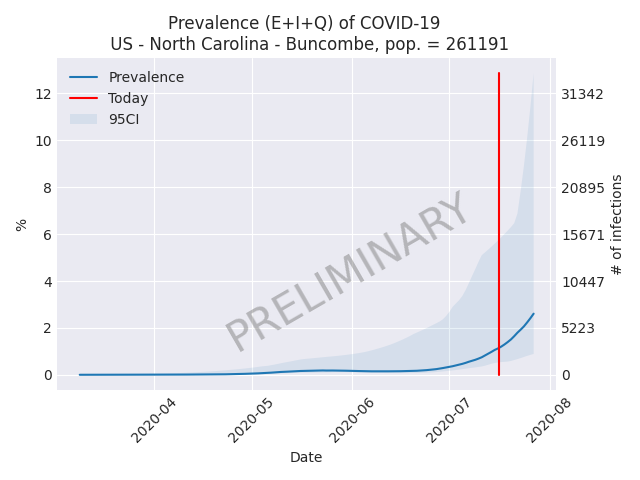 Prevalence (E+I+Q) of COVID-19
US - North Carolina - Buncombe, pop. = 261191
Prevalence
Today
95CI
12
10
8
6
4
2
0
%
31342
26119
20895
15671
10447
5223
0
# of infections
PRELIMINARY
2020-04
2020-05
2020-06
2020-07
2020-08
Date